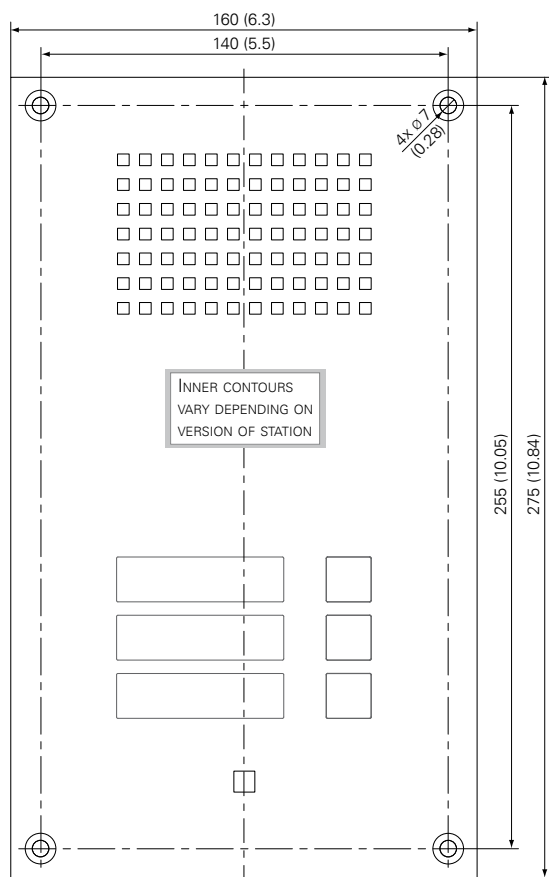 160 (6.3)
140 (5.5)
4x ø 7
(0.28)
INNER CONTOURS
VARY DEPENDING ON
VERSION OF STATION
255 (10.05)
275 (10.84)